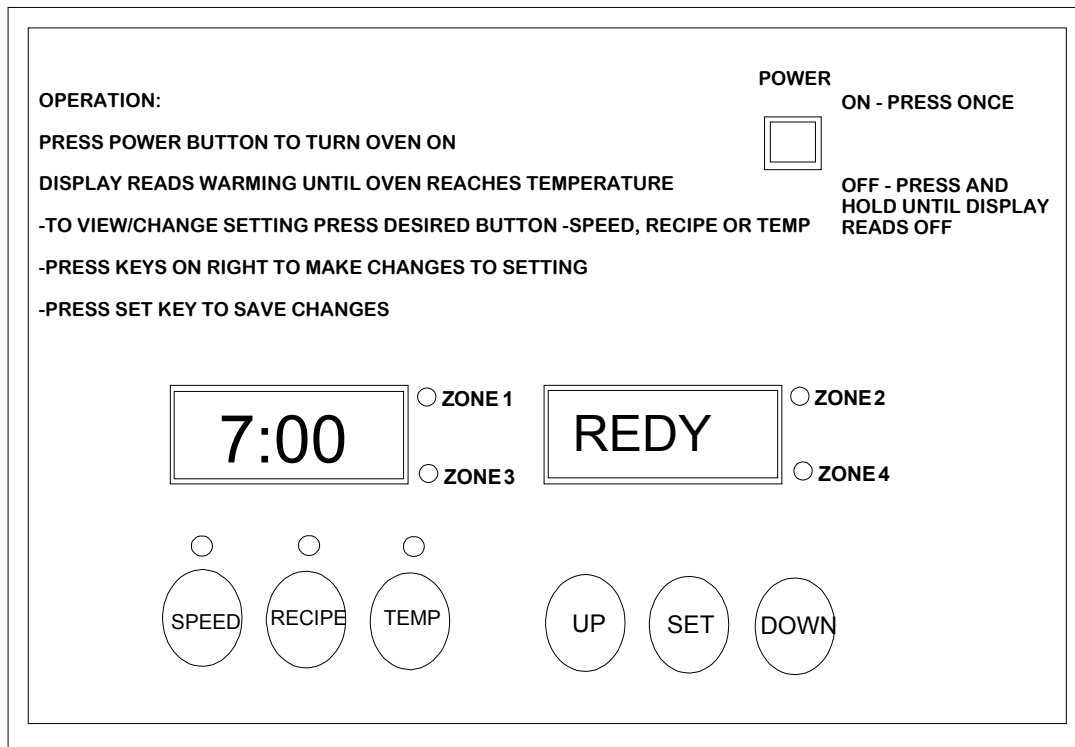 POWER
OPERATION:
ON - PRESS ONCE
PRESS POWER BUTTON TO TURN OVEN ON
DISPLAY READS WARMING UNTIL OVEN REACHES TEMPERATURE
-TO VIEW/CHANGE SETTING PRESS DESIRED BUTTON -SPEED, RECIPE OR TEMP
-PRESS KEYS ON RIGHT TO MAKE CHANGES TO SETTING
-PRESS SET KEY TO SAVE CHANGES
OFF - PRESS AND
HOLD UNTIL DISPLAY
READS OFF
7:00
ZONE 1
ZONE 3
REDY
ZONE 2
ZONE 4
SPEED
RECIPE
TEMP
UP
SET
DOWN